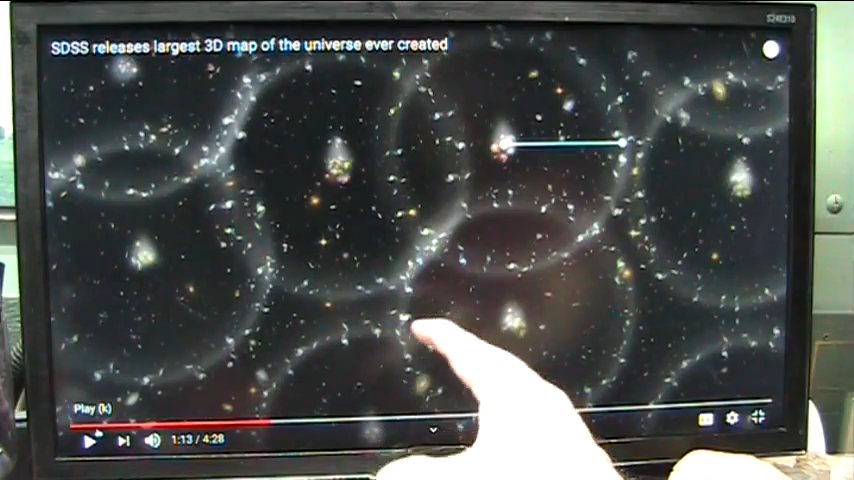 SDSS releases largest 3D map of the universe ever created
Play (k)
1:13 / 4:28